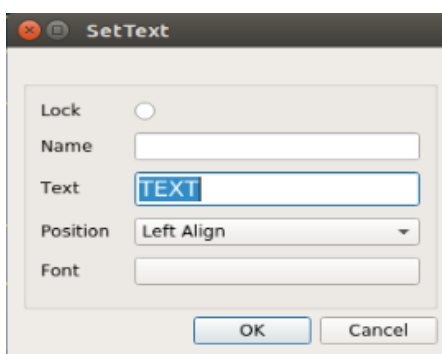 SetText
Lock
Name
Text TEXT
Position Left Align
Font
OK Cancel